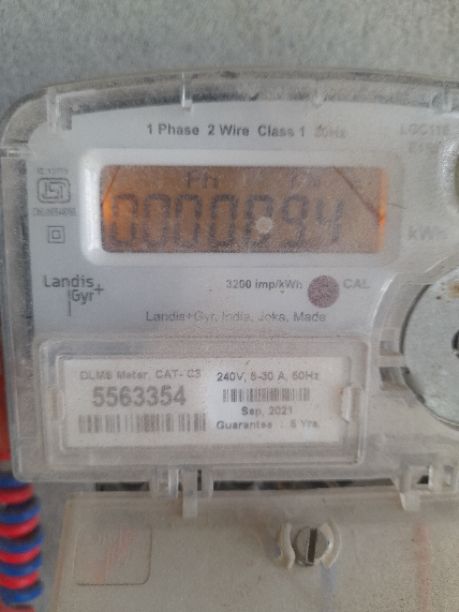 1 Phase 2 Wire Class 1 50Hz
kWh
Landis
Gyr+
3200 imp/kWh
CAL
Landis+Gyr, India, Joka, Made
DLMS Meter, CAT- C3
5563354
240V, 5-30 A, 50Hz
Sep, 2021
Guarantee : 5 Yrs.